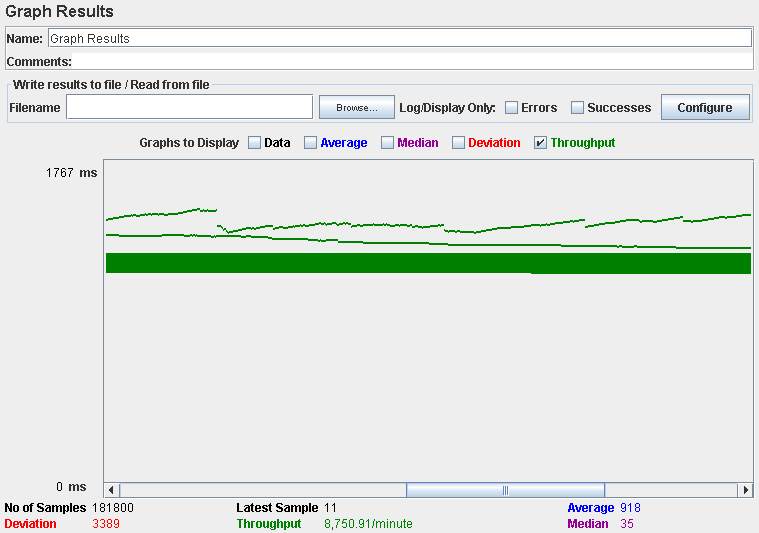 Graph Results
Name: Graph Results
Comments:
Write results to file / Read from file
Filename Browse... Log/Display Only: Errors Successes Configure
Graphs to Display Data Average Median Deviation Throughput
1767 ms
0 ms
No of Samples 181800 Latest Sample 11 Average 918
Deviation 3389 Throughput 8,750.91/minute Median 35